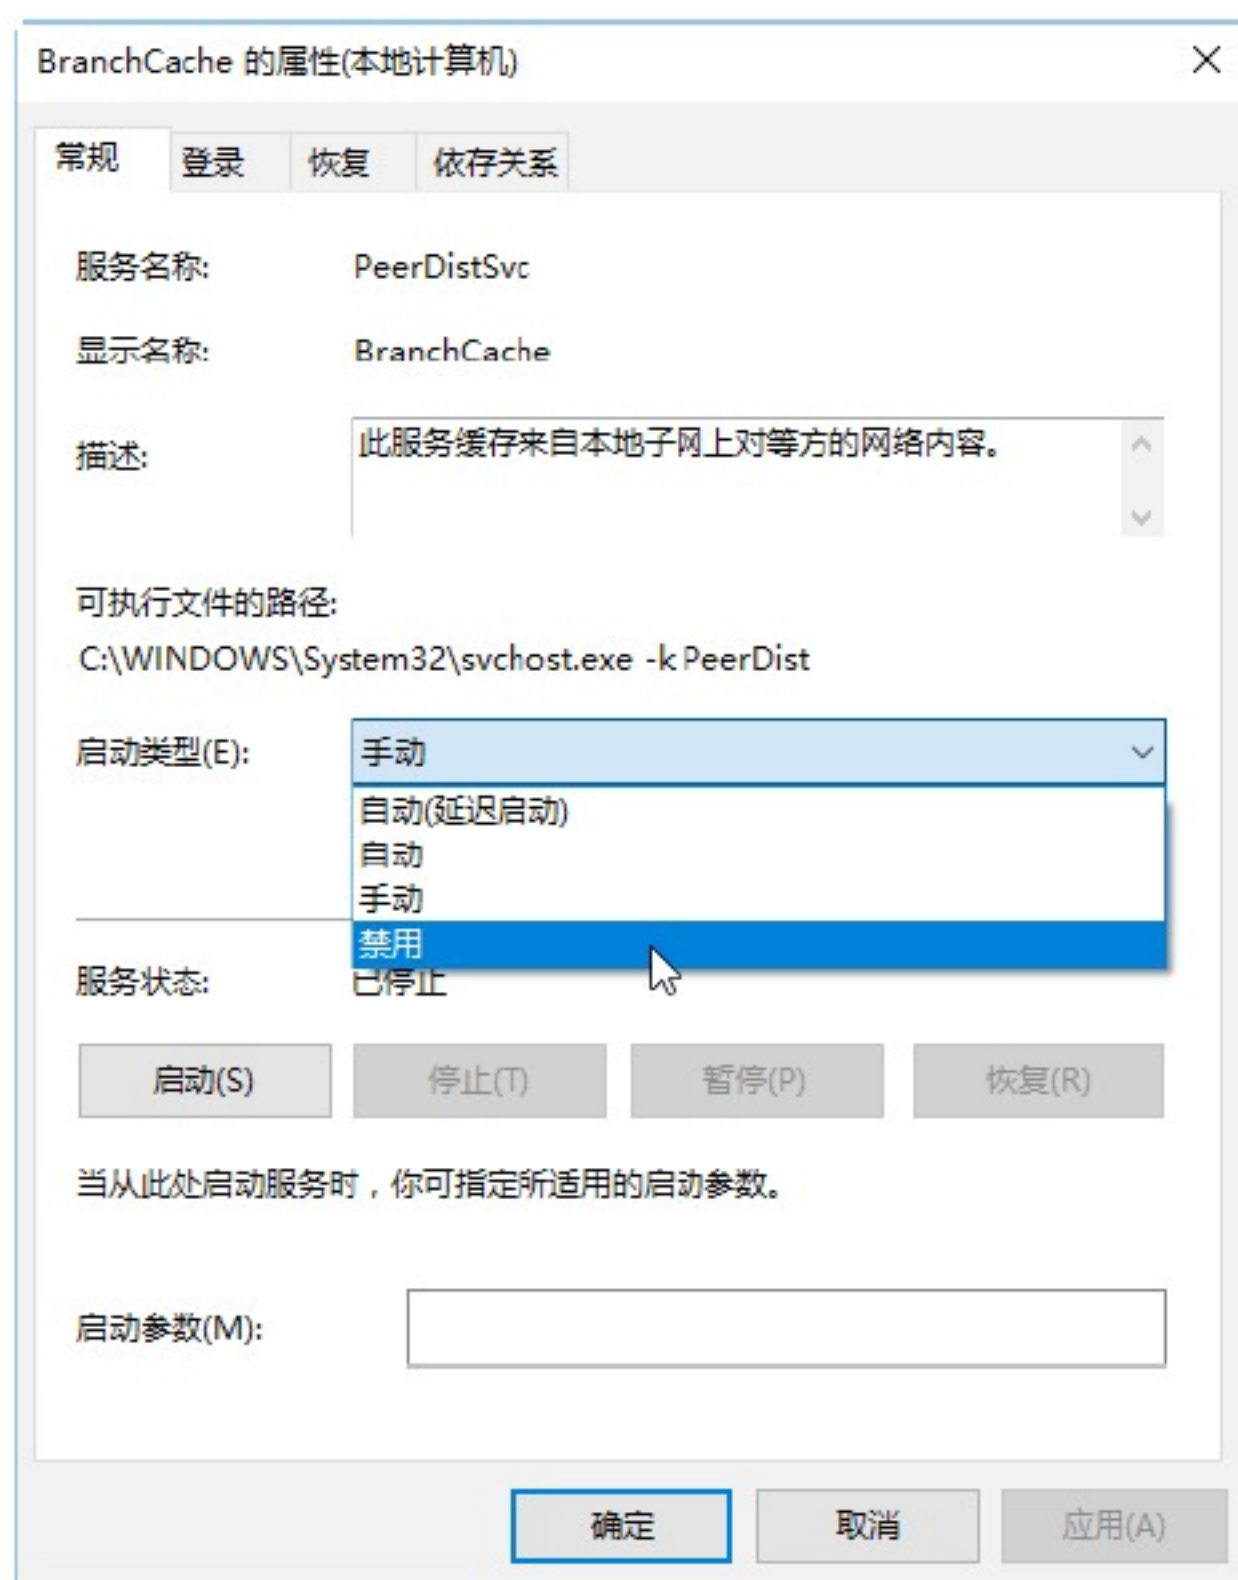 BranchCache 的属性(本地计算机)
常规 登录 恢复 依存关系
服务名称: PeerDistSvc
显示名称: BranchCache
描述: 此服务缓存来自本地子网上对等方的网络内容。
可执行文件的路径:
C:\WINDOWS\System32\svchost.exe -k PeerDist
启动类型(E): 手动
自动(延迟启动)
自动
手动
禁用
服务状态: 已停止
启动(S) 停止(T) 暂停(P) 恢复(R)
当从此处启动服务时，你可指定所适用的启动参数。
启动参数(M):
确定 取消 应用(A)